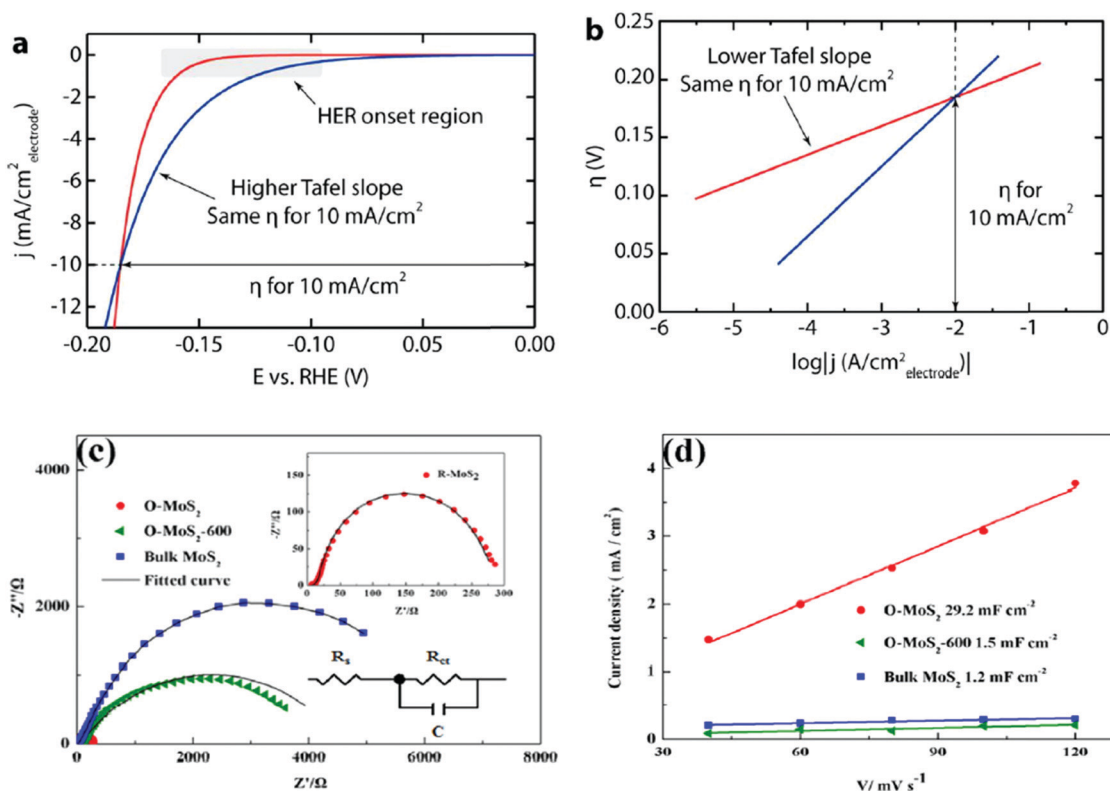 a
0
-2
-4
-6
-8
-10
-12
j (mA/cm²electrode)
HER onset region
Higher Tafel slope
Same η for 10 mA/cm²
η for 10 mA/cm²
-0.20
-0.15
-0.10
-0.05
0.00
E vs. RHE (V)
b
0.25
0.20
0.15
0.10
0.05
0.00
η (V)
Lower Tafel slope
Same η for 10 mA/cm²
η for
10 mA/cm²
-6
-5
-4
-3
-2
-1
0
log|j (A/cm²electrode)|
(c)
4000
2000
0
-Z''/Ω
O-MoS₂
O-MoS₂-600
Bulk MoS₂
Fitted curve
R-MoS₂
125
100
75
50
25
0
-Z''/Ω
0
50
100
150
200
250
300
Z'/Ω
Rs
Rct
C
0
2000
4000
6000
8000
Z'/Ω
(d)
4
3
2
1
0
Current density ( mA / cm²)
O-MoS₂ 29.2 mF cm⁻²
O-MoS₂-600 1.5 mF cm⁻²
Bulk MoS₂ 1.2 mF cm⁻²
30
60
90
120
V/ mV s⁻¹